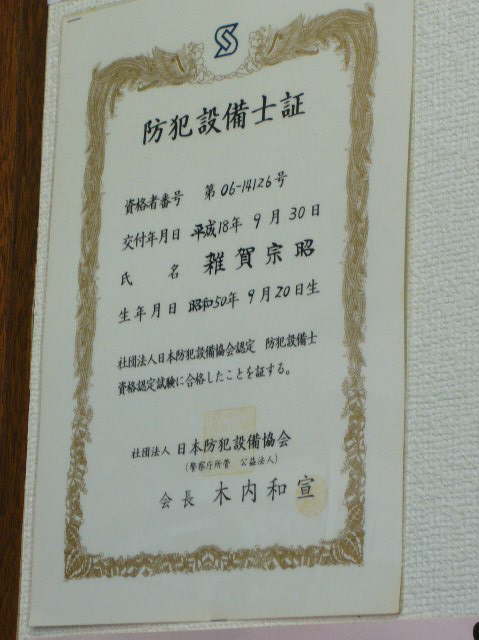 防犯設備士証
資格者番号 第06-14126号
交付年月日 平成18年 9月30日
氏名 雑賀宗昭
生年月日 昭和50年 9月20日生
社団法人日本防犯設備協会認定 防犯設備士
資格認定試験に合格したことを証する。
社団法人 日本防犯設備協会
(警察庁所管 公益法人)
会長 木内和宣